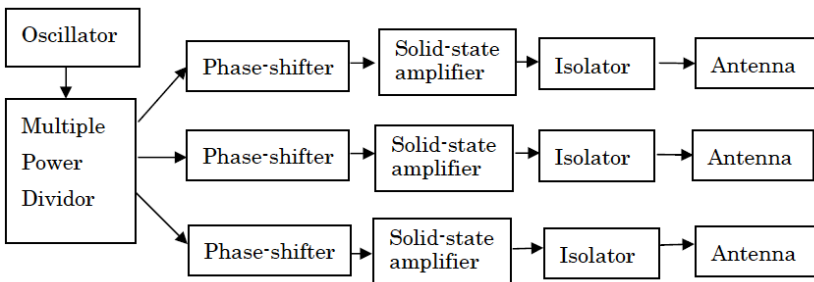 Oscillator
Multiple
Power
Dividor
Phase-shifter
Solid-state
amplifier
Isolator
Antenna
Phase-shifter
Solid-state
amplifier
Isolator
Antenna
Phase-shifter
Solid-state
amplifier
Isolator
Antenna